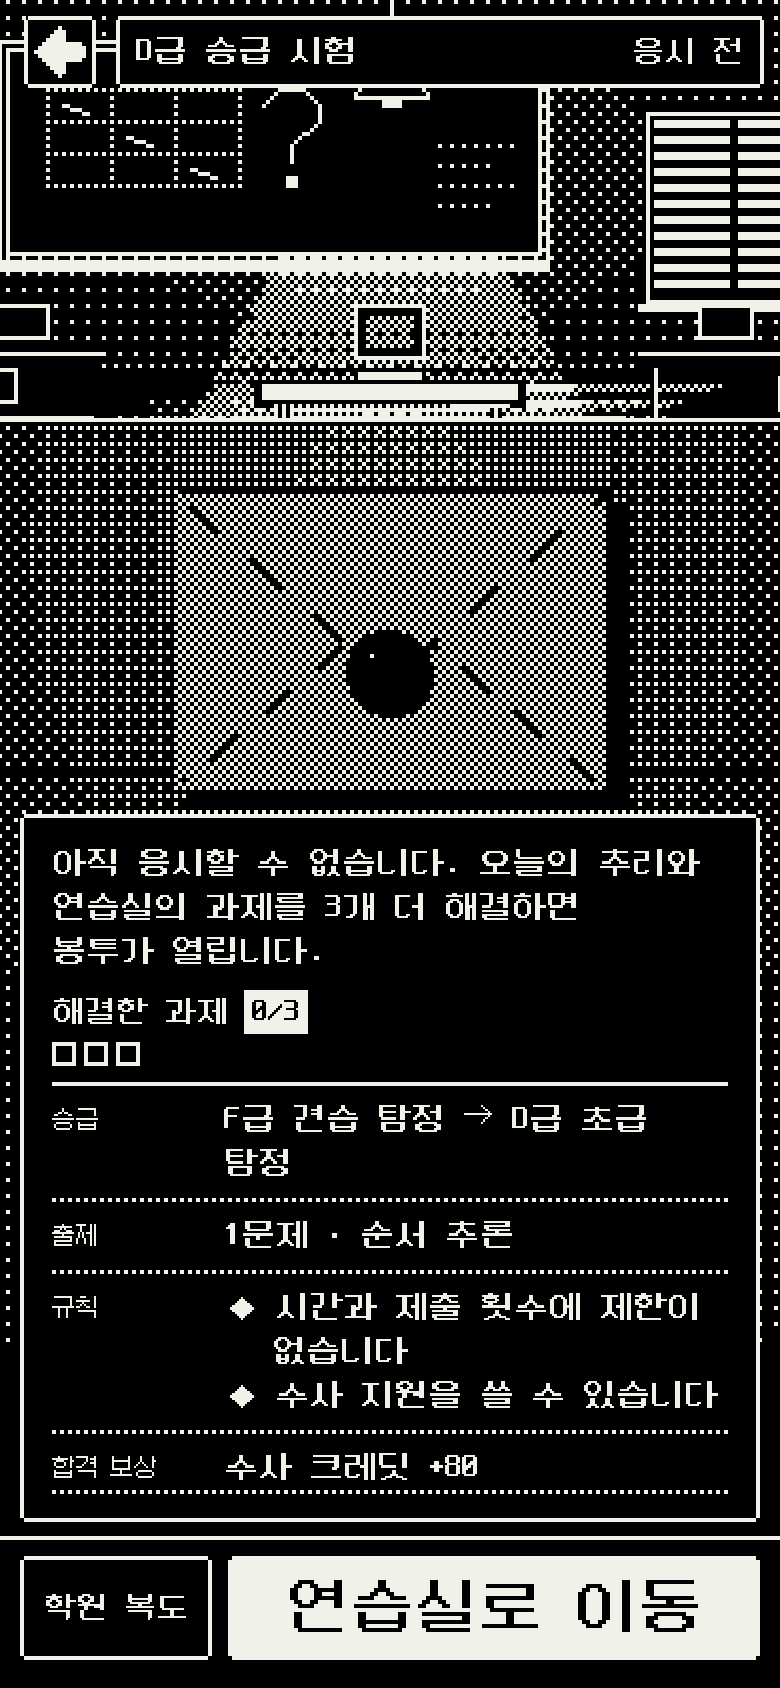 D급 승급 시험
응시 전
?
아직 응시할 수 없습니다. 오늘의 추리와
연습실의 과제를 3개 더 해결하면
봉투가 열립니다.
해결한 과제 0/3
승급
F급 견습 탐정 → D급 초급
탐정
출제
1문제 · 순서 추론
규칙
◆ 시간과 제출 횟수에 제한이
없습니다
◆ 수사 지원을 쓸 수 있습니다
합격 보상
수사 크레딧 +80
학원 복도
연습실로 이동